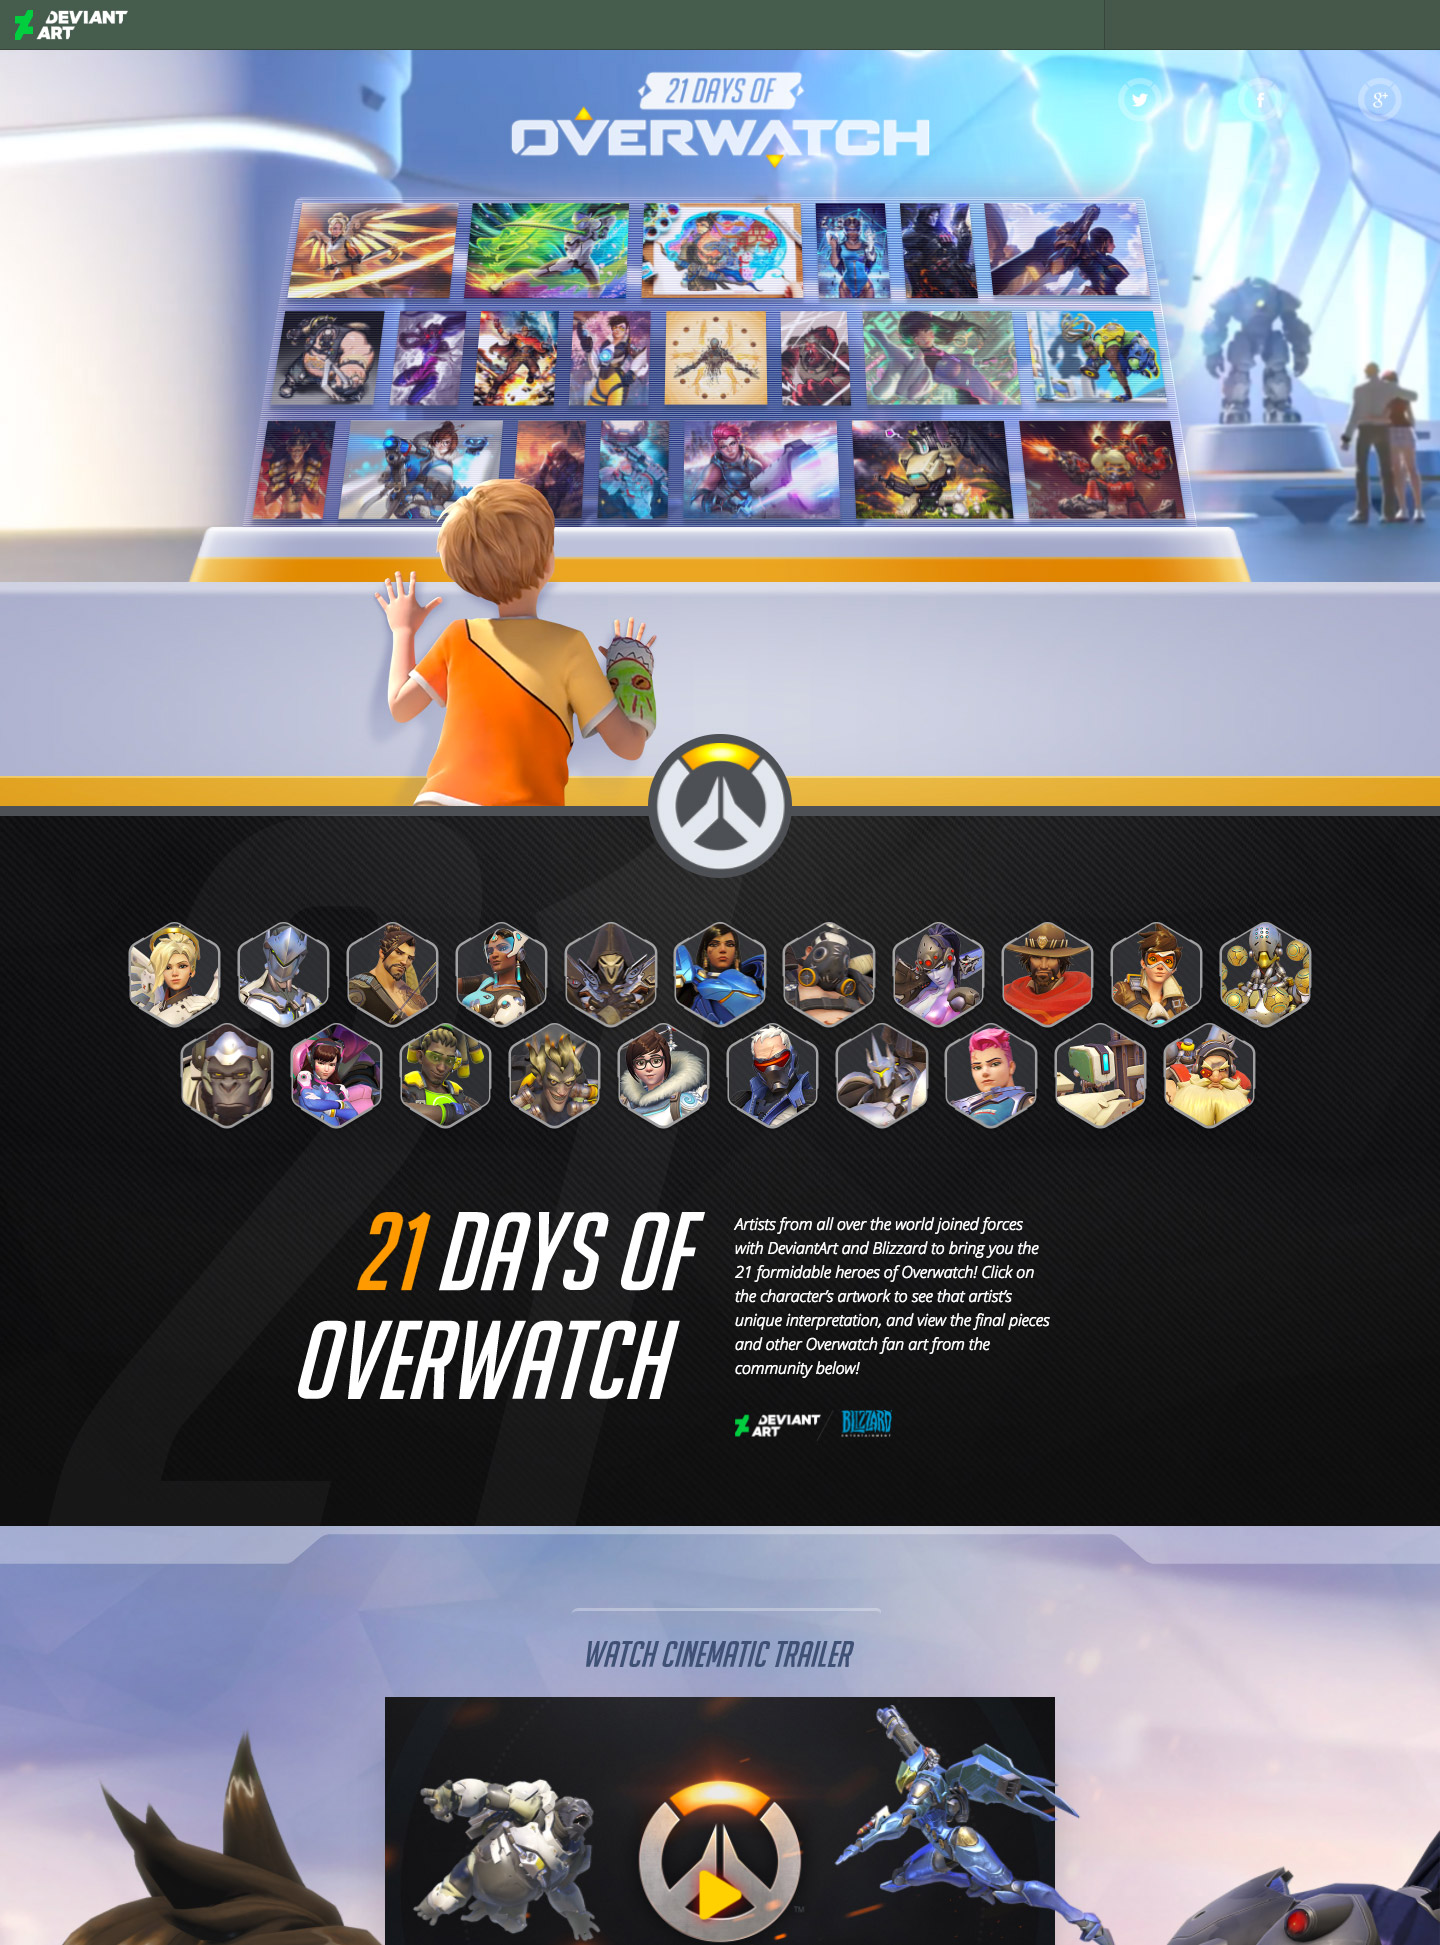 DEVIANT
ART
21 DAYS OF
OVERWATCH
21 DAYS OF
OVERWATCH
Artists from all over the world joined forces
with DeviantArt and Blizzard to bring you the
21 formidable heroes of Overwatch! Click on
the character's artwork to see that artist's
unique interpretation, and view the final pieces
and other Overwatch fan art from the
community below!
DEVIANT
ART
BLIZZARD
ENTERTAINMENT
WATCH CINEMATIC TRAILER
TM